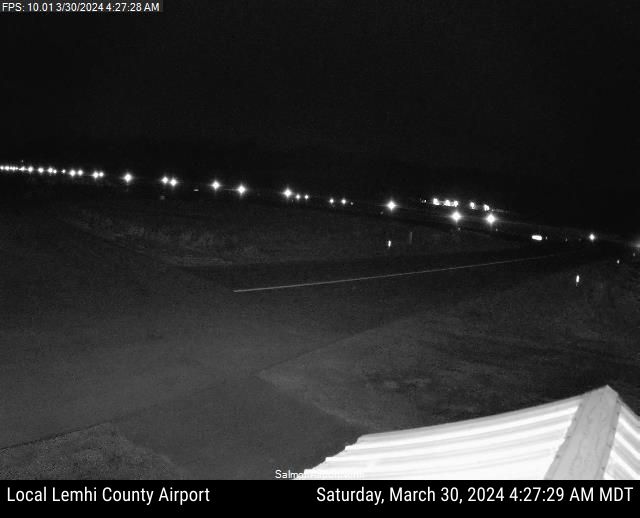 FPS: 10.01 3/30/2024 4:27:28 AM
Local Lemhi County Airport
Saturday, March 30, 2024 4:27:29 AM MDT